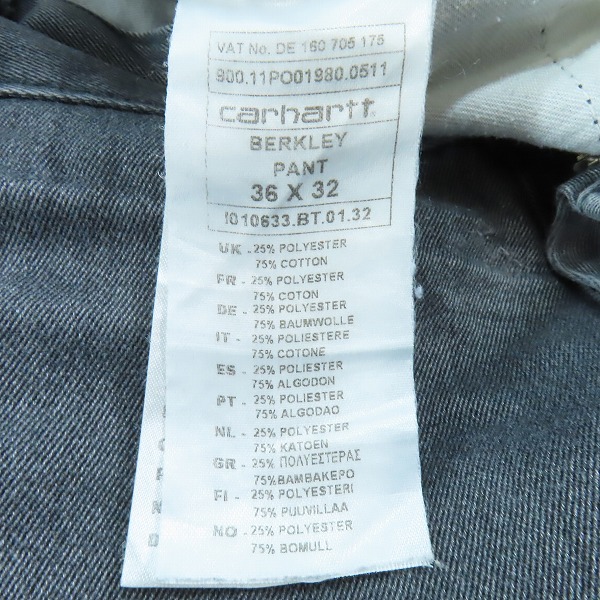 VAT No. DE 160 705 175
900.11PO01980.0511
carhartt
BERKLEY
PANT
36 X 32
I010633.BT.01.32
UK - 25% POLYESTER
75% COTTON
FR - 25% POLYESTER
75% COTON
DE - 25% POLYESTER
75% BAUMWOLLE
IT - 25% POLIESTERE
75% COTONE
ES - 25% POLIESTER
75% ALGODON
PT - 25% POLIESTER
75% ALGODAO
NL - 25% POLYESTER
75% KATOEN
GR - 25% ΠΟΛΥΕΣΤΕΡΑΣ
75%ΒΑΜΒΑΚΕΡΟ
FI - 25% POLYESTERI
75% PUUVILLAA
NO - 25% POLYESTER
75% BOMULL